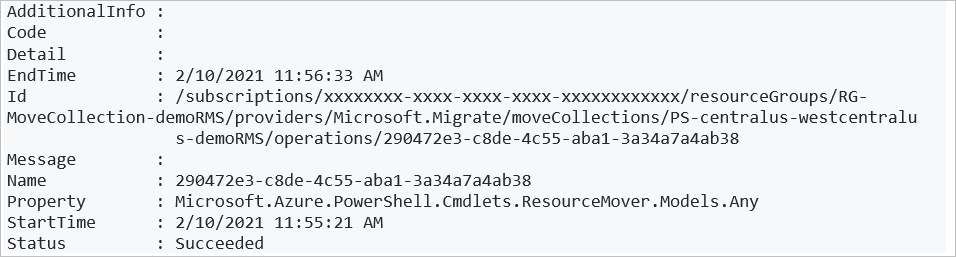 AdditionalInfo :
Code           :
Detail         :
EndTime        : 2/10/2021 11:56:33 AM
Id             : /subscriptions/xxxxxxxx-xxxx-xxxx-xxxx-xxxxxxxxxxxx/resourceGroups/RG-
MoveCollection-demoRMS/providers/Microsoft.Migrate/moveCollections/PS-centralus-westcentralu
                 s-demoRMS/operations/290472e3-c8de-4c55-aba1-3a34a7a4ab38
Message        :
Name           : 290472e3-c8de-4c55-aba1-3a34a7a4ab38
Property       : Microsoft.Azure.PowerShell.Cmdlets.ResourceMover.Models.Any
StartTime      : 2/10/2021 11:55:21 AM
Status         : Succeeded